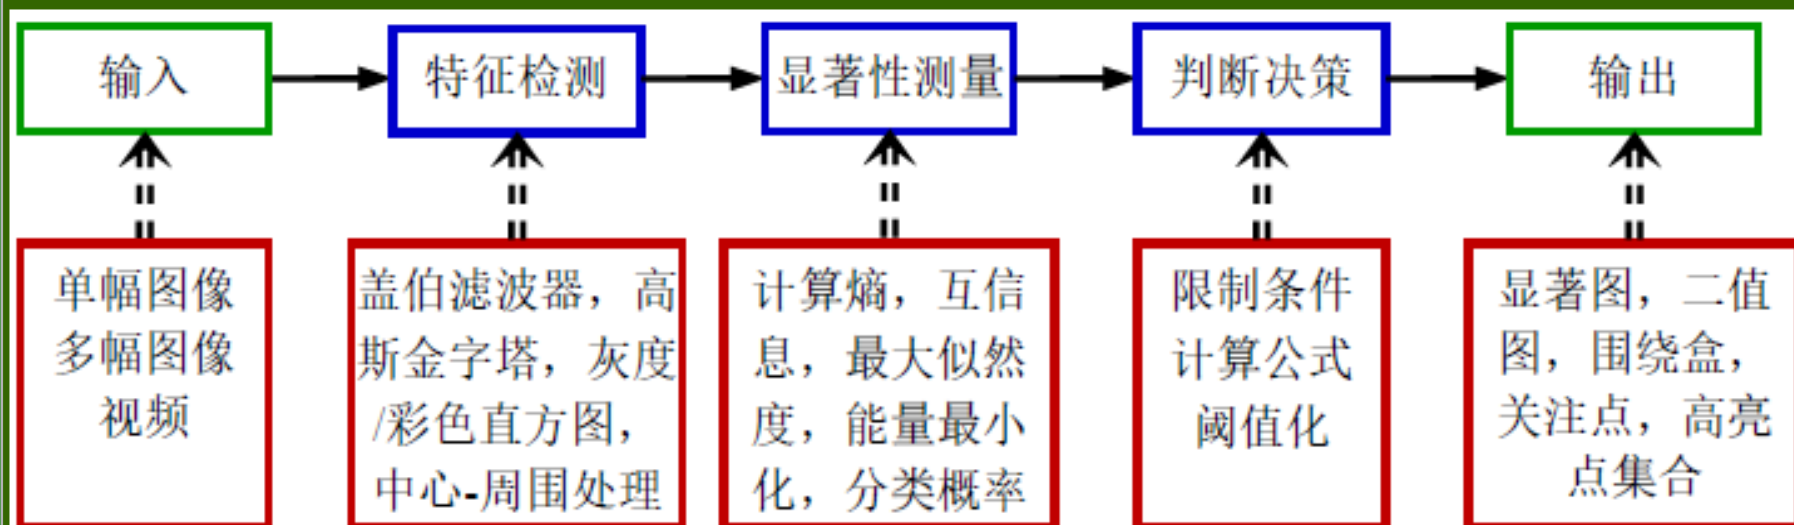 输入
特征检测
显著性测量
判断决策
输出
单幅图像
多幅图像
视频
盖伯滤波器，高
斯金字塔，灰度
/彩色直方图，
中心-周围处理
计算熵，互信
息，最大似然
度，能量最小
化，分类概率
限制条件
计算公式
阈值化
显著图，二值
图，围绕盒，
关注点，高亮
点集合